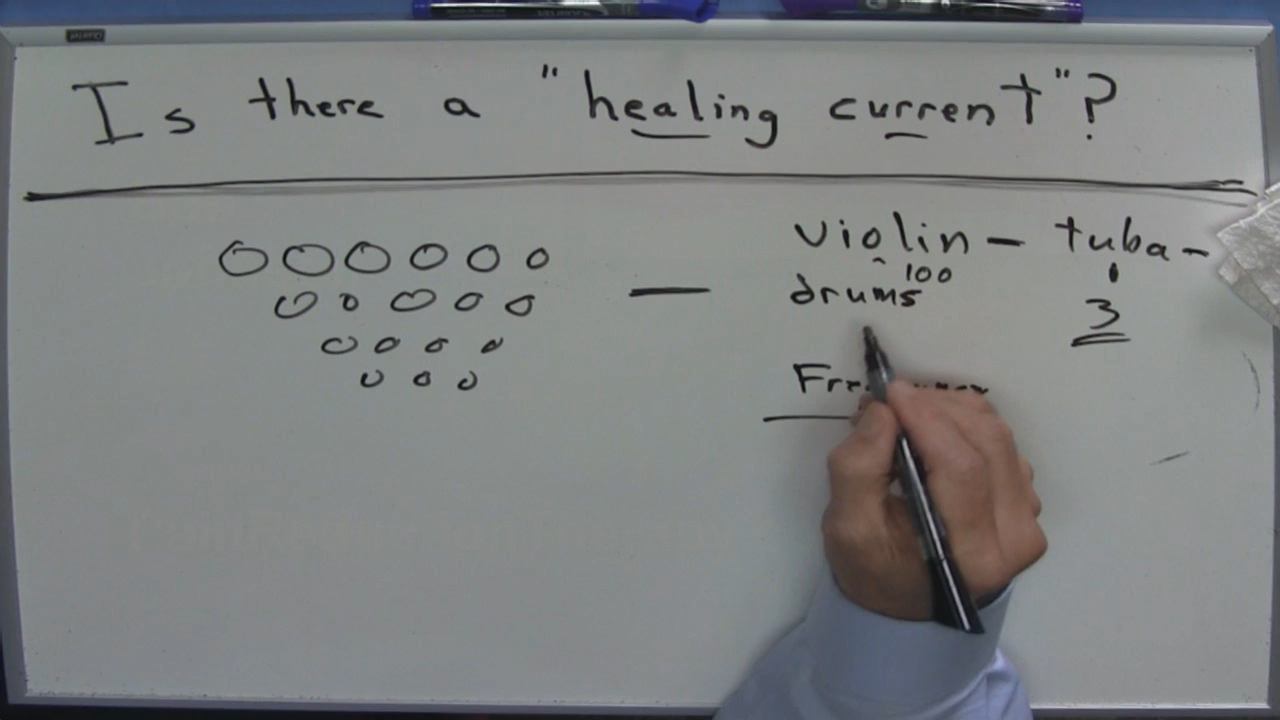 Is there a "healing current"?
violin - tuba -
100
drums
3